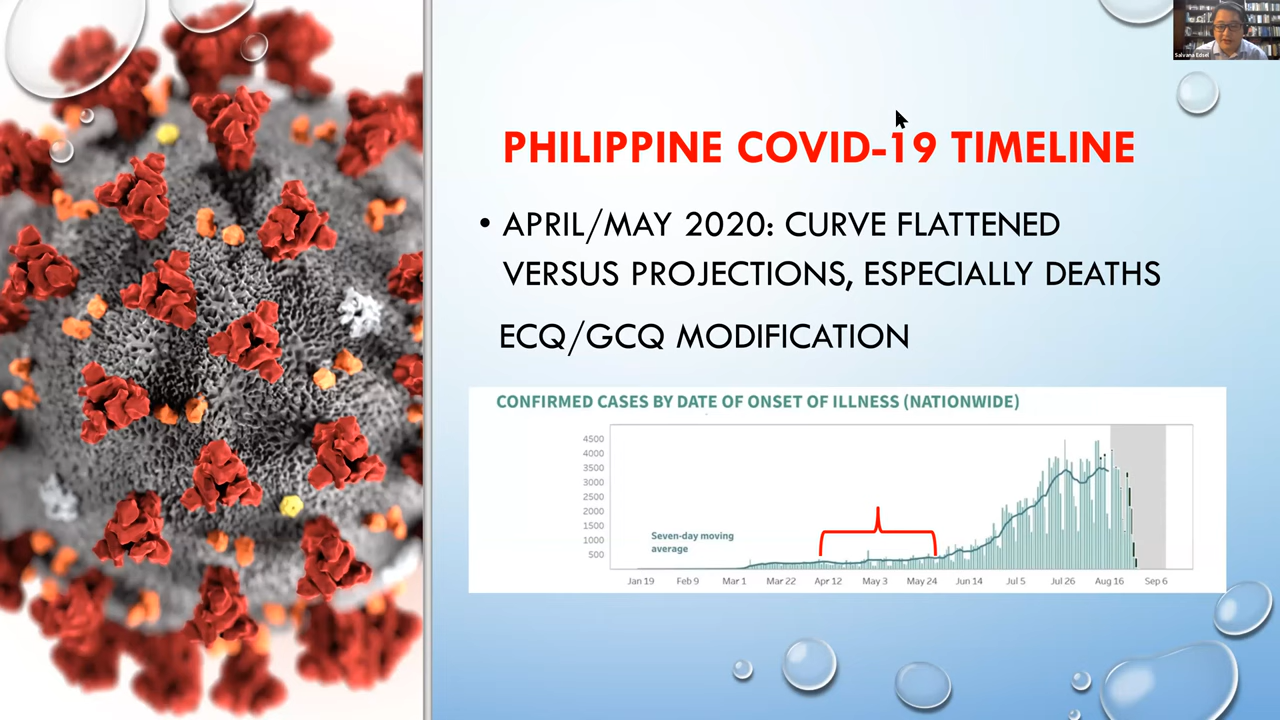 Salvana Edsel
PHILIPPINE COVID-19 TIMELINE
• APRIL/MAY 2020: CURVE FLATTENED
VERSUS PROJECTIONS, ESPECIALLY DEATHS
ECQ/GCQ MODIFICATION
CONFIRMED CASES BY DATE OF ONSET OF ILLNESS (NATIONWIDE)
4500
4000
3500
3000
2500
2000
1500
1000
500
Seven-day moving
average
Jan 19 Feb 9 Mar 1 Mar 22 Apr 12 May 3 May 24 Jun 14 Jul 5 Jul 26 Aug 16 Sep 6